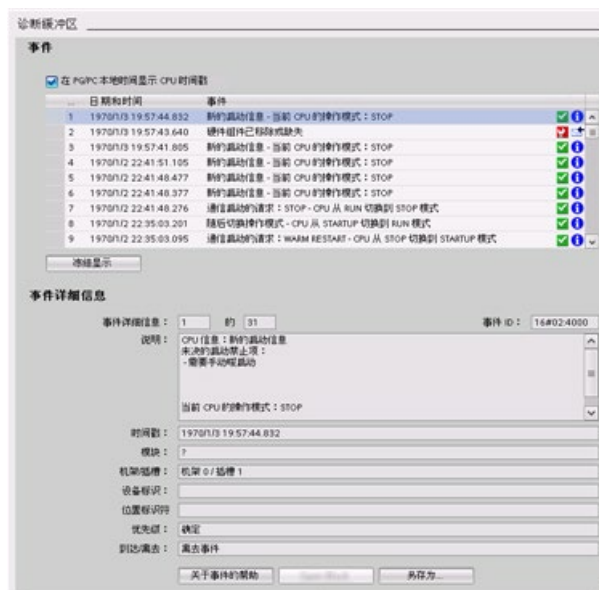 诊断缓冲区
事件
在 PG/PC 本地时间显示 CPU 时间戳
.. 日期和时间 事件
1 1970/1/3 19:57:44.832 新的启动信息 - 当前 CPU 的操作模式：STOP
2 1970/1/3 19:57:43.640 硬件组件已移除或缺失
3 1970/1/3 19:57:41.805 新的启动信息 - 当前 CPU 的操作模式：STOP
4 1970/1/2 22:41:51.105 新的启动信息 - 当前 CPU 的操作模式：STOP
5 1970/1/2 22:41:48.477 新的启动信息 - 当前 CPU 的操作模式：STOP
6 1970/1/2 22:41:48.377 新的启动信息 - 当前 CPU 的操作模式：STOP
7 1970/1/2 22:41:48.276 通信启动的请求：STOP - CPU 从 RUN 切换到 STOP 模式
8 1970/1/2 22:35:03.201 随后切换操作模式 - CPU 从 STARTUP 切换到 RUN 模式
9 1970/1/2 22:35:03.095 通信启动的请求：WARM RESTART - CPU 从 STOP 切换到 STARTUP 模式
冻结显示
事件详细信息
事件详细信息： 1 的 31 事件 ID： 16#02:4000
说明： CPU 信息：新的启动信息
未决的启动禁止项：
- 需要手动暖启动
当前 CPU 的操作模式：STOP
时间戳： 1970/1/3 19:57:44.832
模块： ?
机架/插槽： 机架 0 / 插槽 1
设备标识：
位置标识符
优先级： 确定
到达/离去： 离去事件
关于事件的帮助 另存为...